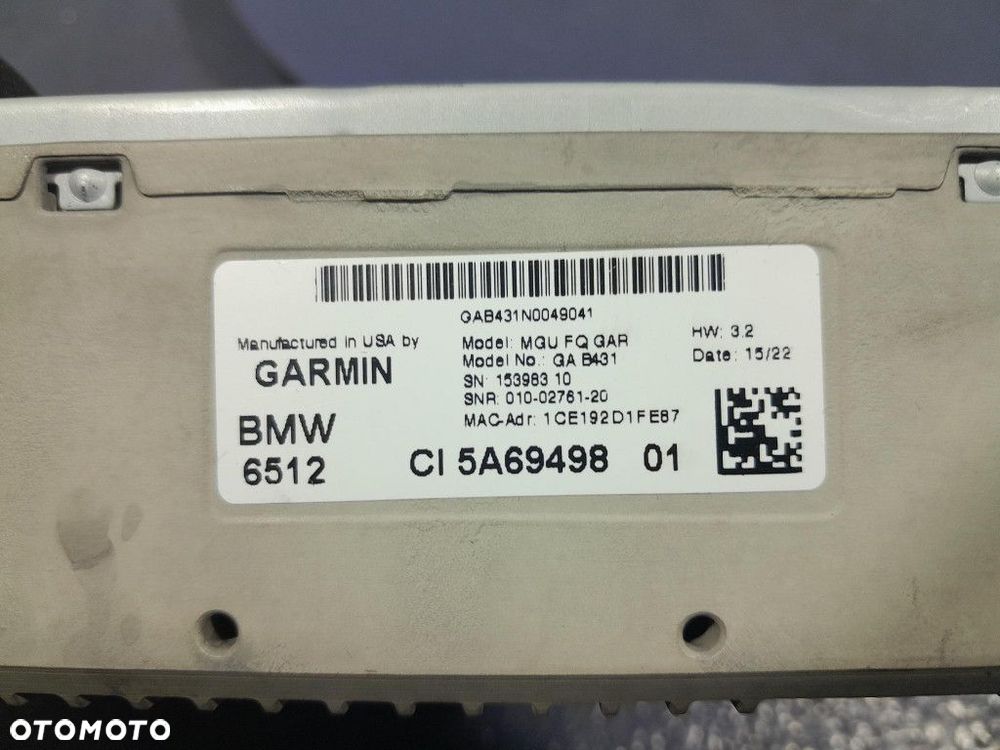 GAB431N0049041
Manufactured in USA by
GARMIN
BMW
6512
Model: MGU FQ GAR
Model No.: GA B431
SN: 153983 10
SNR: 010-02761-20
MAC-Adr: 1CE192D1FE87
CI 5A69498 01
HW: 3.2
Date: 15/22
OTOMOTO